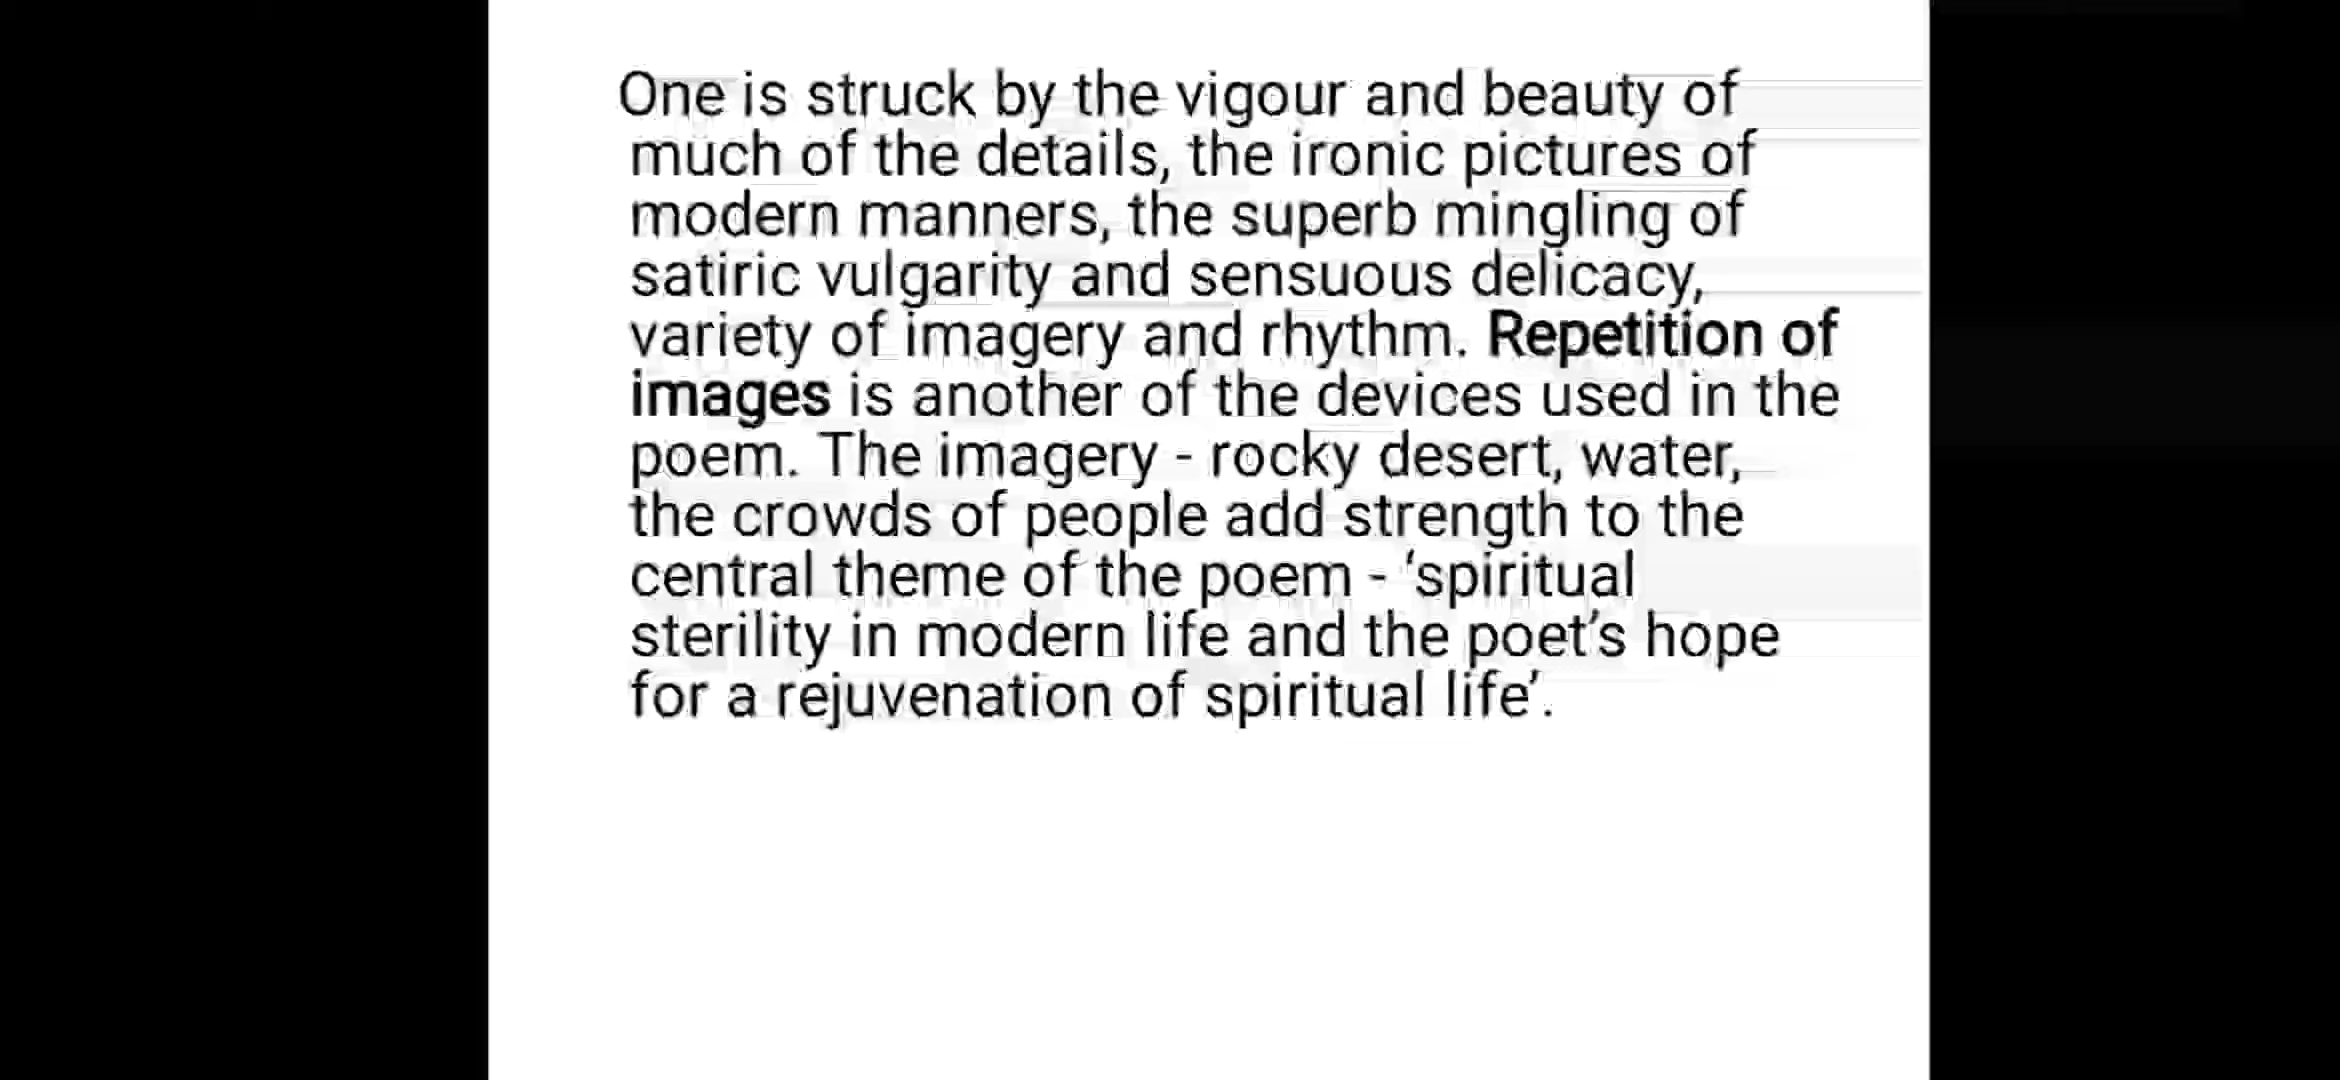 One is struck by the vigour and beauty of
much of the details, the ironic pictures of
modern manners, the superb mingling of
satiric vulgarity and sensuous delicacy,
variety of imagery and rhythm. Repetition of
images is another of the devices used in the
poem. The imagery - rocky desert, water,
the crowds of people add strength to the
central theme of the poem - ‘spiritual
sterility in modern life and the poet’s hope
for a rejuvenation of spiritual life’.